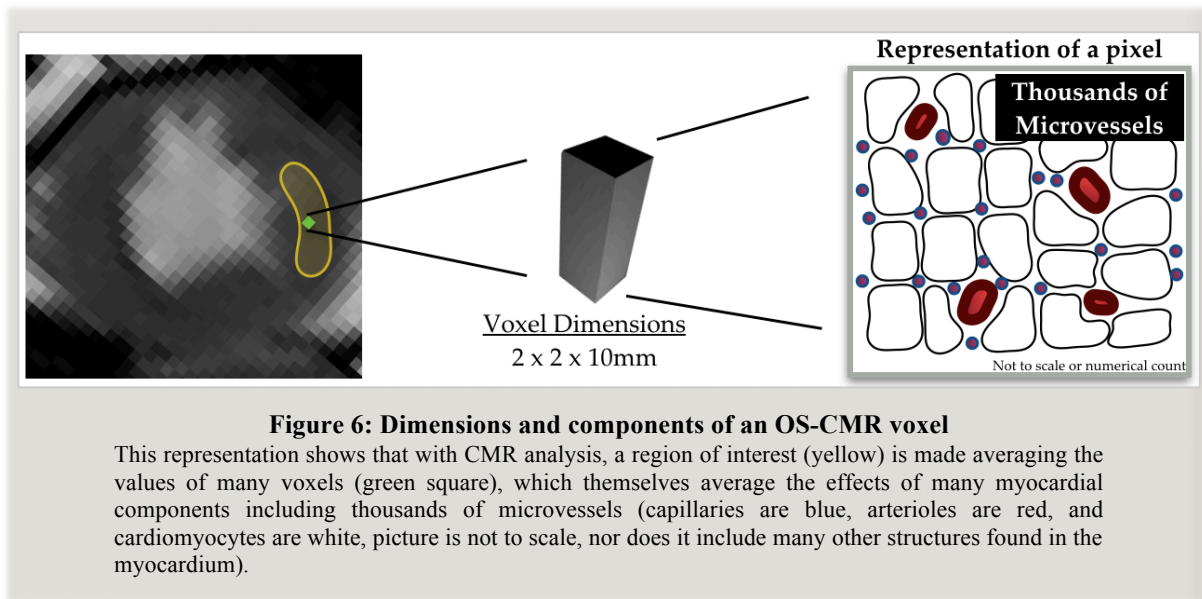 Representation of a pixel
Thousands of
Microvessels
Voxel Dimensions
2 x 2 x 10mm
Not to scale or numerical count
Figure 6: Dimensions and components of an OS-CMR voxel
This representation shows that with CMR analysis, a region of interest (yellow) is made averaging the
values of many voxels (green square), which themselves average the effects of many myocardial
components including thousands of microvessels (capillaries are blue, arterioles are red, and
cardiomyocytes are white, picture is not to scale, nor does it include many other structures found in the
myocardium).